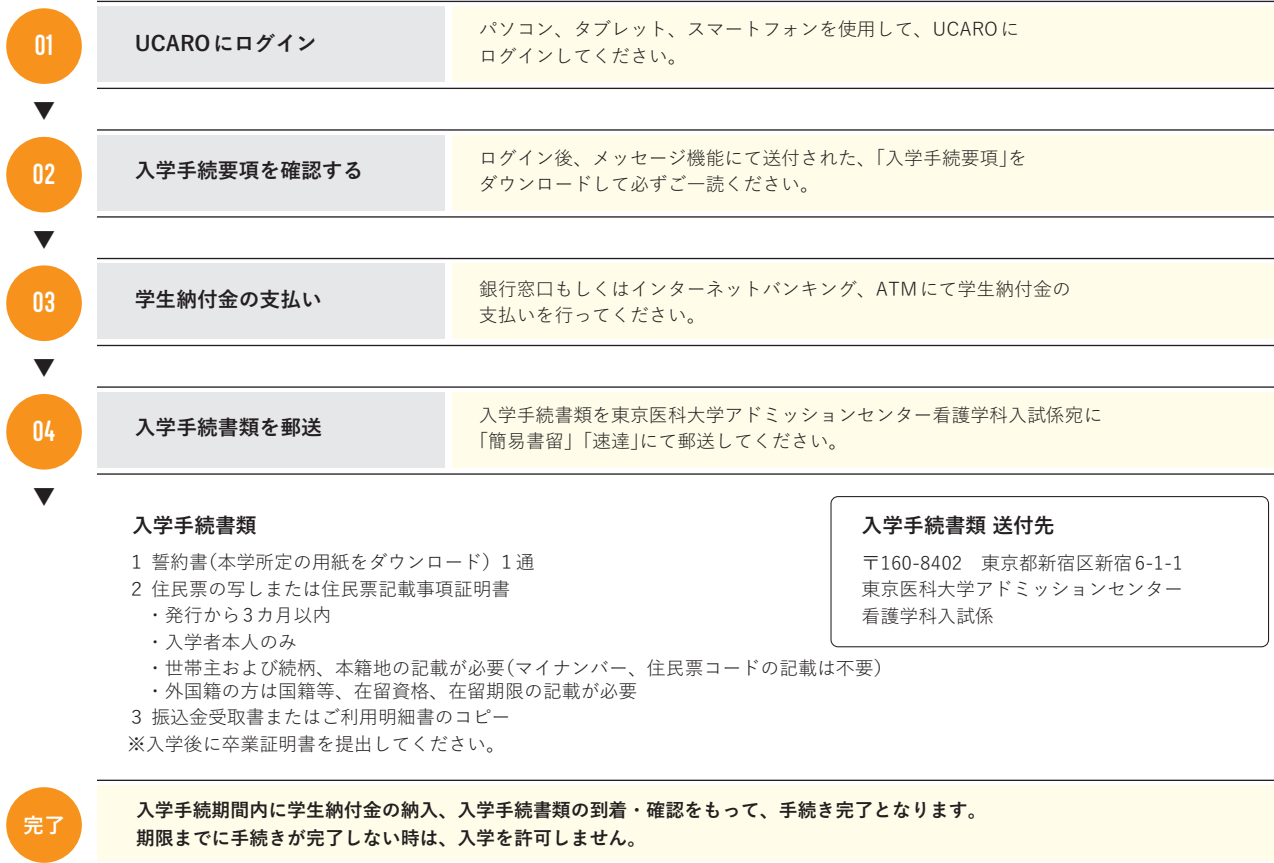 01
UCAROにログイン
パソコン、タブレット、スマートフォンを使用して、UCAROに
ログインしてください。
▼
02
入学手続要項を確認する
ログイン後、メッセージ機能にて送付された、「入学手続要項」を
ダウンロードして必ずご一読ください。
▼
03
学生納付金の支払い
銀行窓口もしくはインターネットバンキング、ATMにて学生納付金の
支払いを行ってください。
▼
04
入学手続書類を郵送
入学手続書類を東京医科大学アドミッションセンター看護学科入試係宛に
「簡易書留」「速達」にて郵送してください。
▼
入学手続書類
1 誓約書(本学所定の用紙をダウンロード) 1通
2 住民票の写しまたは住民票記載事項証明書
・発行から3カ月以内
・入学者本人のみ
・世帯主および続柄、本籍地の記載が必要(マイナンバー、住民票コードの記載は不要)
・外国籍の方は国籍等、在留資格、在留期限の記載が必要
3 振込金受取書またはご利用明細書のコピー
※入学後に卒業証明書を提出してください。
入学手続書類 送付先
〒160-8402 東京都新宿区新宿6-1-1
東京医科大学アドミッションセンター
看護学科入試係
完了
入学手続期間内に学生納付金の納入、入学手続書類の到着・確認をもって、手続き完了となります。
期限までに手続きが完了しない時は、入学を許可しません。